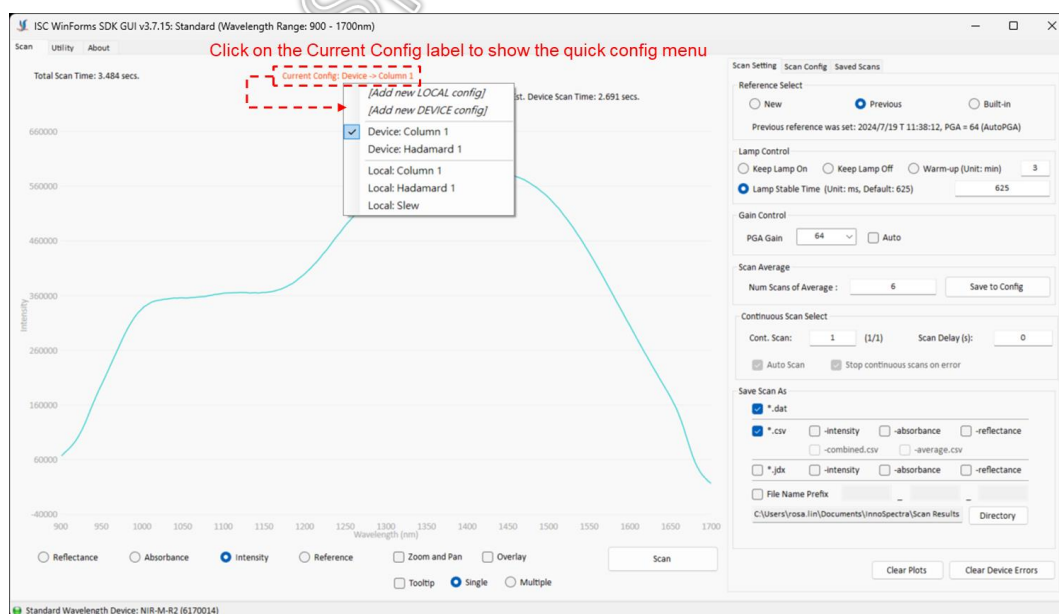 ISC WinForms SDK GUI v3.7.15: Standard (Wavelength Range: 900 - 1700nm)
Scan Utility About
Click on the Current Config label to show the quick config menu
Total Scan Time: 3.484 secs.
Current Config: Device -> Column 1
st. Device Scan Time: 2.691 secs.
[Add new LOCAL config]
[Add new DEVICE config]
Device: Column 1
Device: Hadamard 1
Local: Column 1
Local: Hadamard 1
Local: Slew
Intensity
660000
560000
460000
360000
260000
160000
60000
-40000
900 950 1000 1050 1100 1150 1200 1250 1300 1350 1400 1450 1500 1550 1600 1650 1700
Wavelength (nm)
Reflectance Absorbance Intensity Reference Zoom and Pan Overlay
Tooltip Single Multiple
Scan
Scan Setting Scan Config Saved Scans
Reference Select
New Previous Built-in
Previous reference was set: 2024/7/19 T 11:38:12, PGA = 64 (AutoPGA)
Lamp Control
Keep Lamp On Keep Lamp Off Warm-up (Unit: min) 3
Lamp Stable Time (Unit: ms, Default: 625) 625
Gain Control
PGA Gain 64 Auto
Scan Average
Num Scans of Average : 6 Save to Config
Continuous Scan Select
Cont. Scan: 1 (1/1) Scan Delay (s): 0
Auto Scan Stop continuous scans on error
Save Scan As
*.dat
*.csv -intensity -absorbance -reflectance
-combined.csv -average.csv
*.jdx -intensity -absorbance -reflectance
File Name Prefix _ _
C:\Users\rosa.lin\Documents\InnoSpectra\Scan Results Directory
Clear Plots Clear Device Errors
Standard Wavelength Device: NIR-M-R2 (6170014)